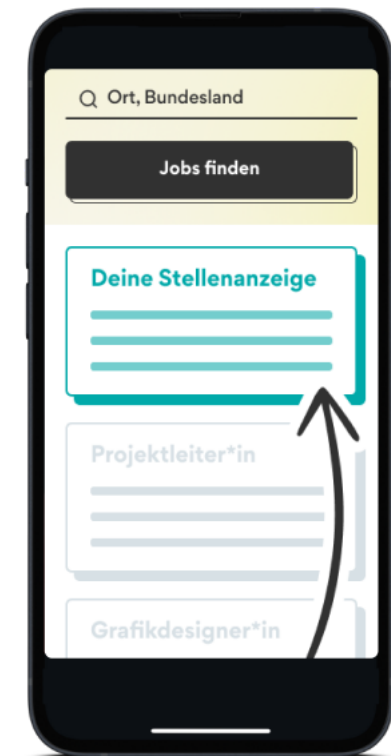 Ort, Bundesland
Jobs finden
Deine Stellenanzeige
Projektleiter*in
Grafikdesigner*in